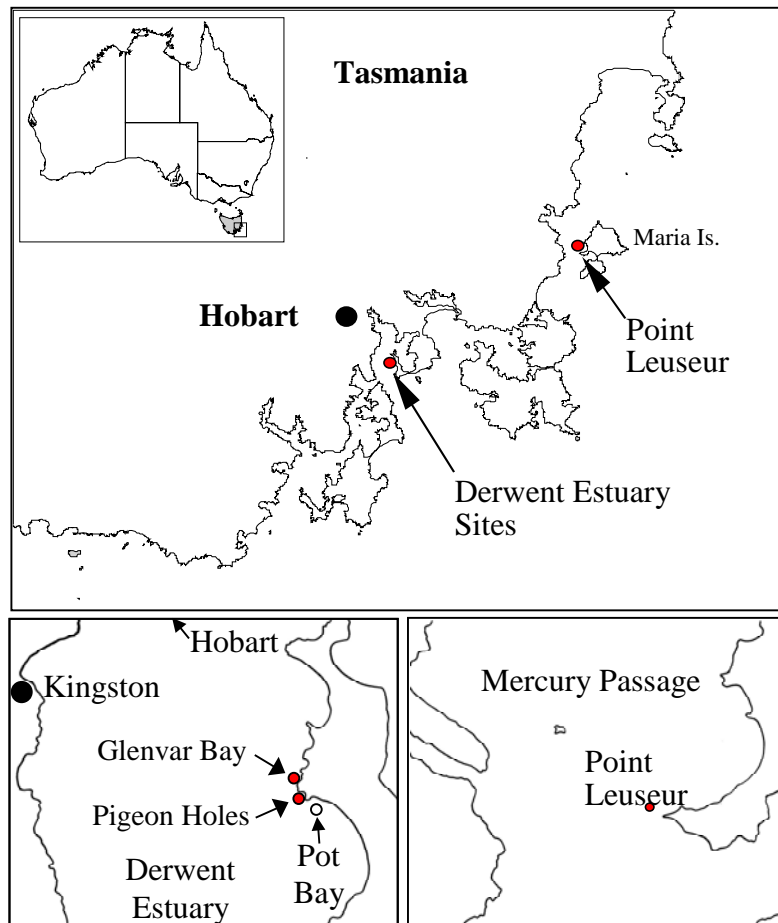 Tasmania
Maria Is.
Hobart
Point
Leuseur
Derwent Estuary
Sites
Hobart
Kingston
Glenvar Bay
Pigeon Holes
Pot
Bay
Derwent
Estuary
Mercury Passage
Point
Leuseur